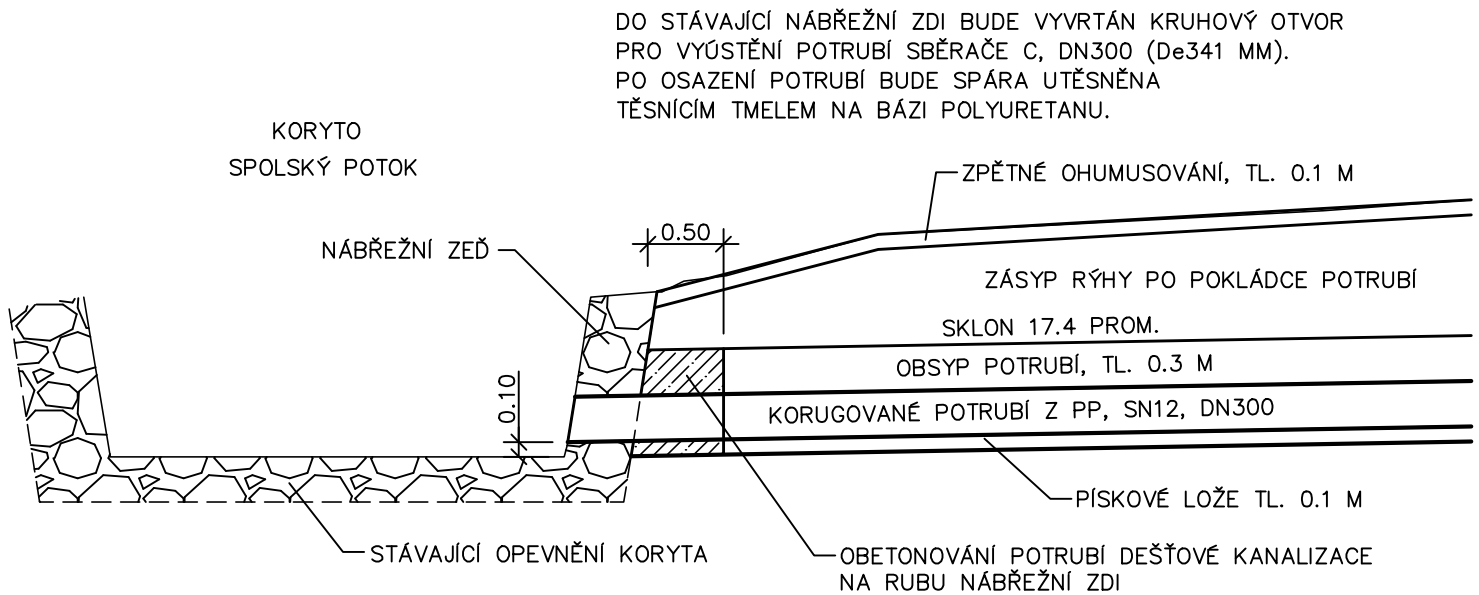 DO STÁVAJÍCÍ NÁBŘEŽNÍ ZDI BUDE VYVRTÁN KRUHOVÝ OTVOR
PRO VYÚSTĚNÍ POTRUBÍ SBĚRAČE C, DN300 (De341 MM).
PO OSAZENÍ POTRUBÍ BUDE SPÁRA UTĚSNĚNA
TĚSNÍCÍM TMELEM NA BÁZI POLYURETANU.
KORYTO
SPOLSKÝ POTOK
ZPĚTNÉ OHUMUSOVÁNÍ, TL. 0.1 M
0.50
NÁBŘEŽNÍ ZEĎ
ZÁSYP RÝHY PO POKLÁDCE POTRUBÍ
SKLON 17.4 PROM.
OBSYP POTRUBÍ, TL. 0.3 M
0.10
KORUGOVANÉ POTRUBÍ Z PP, SN12, DN300
PÍSKOVÉ LOŽE TL. 0.1 M
STÁVAJÍCÍ OPEVNĚNÍ KORYTA
OBETONOVÁNÍ POTRUBÍ DEŠŤOVÉ KANALIZACE
NA RUBU NÁBŘEŽNÍ ZDI